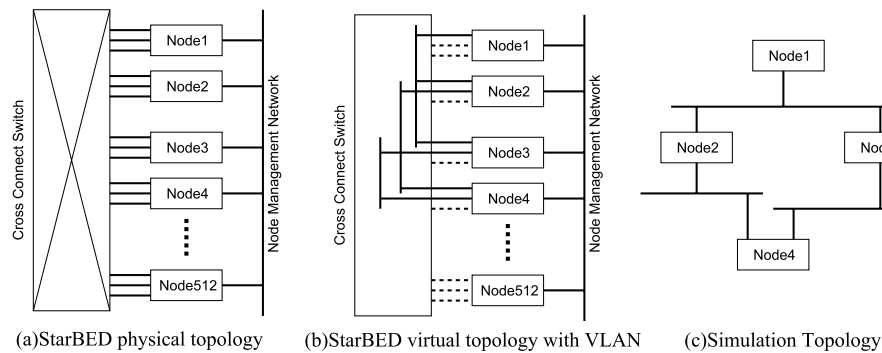 Cross Connect Switch
Node1
Node2
Node3
Node4
Node512
Node Management Network
(a)StarBED physical topology
Cross Connect Switch
Node1
Node2
Node3
Node4
Node512
Node Management Network
(b)StarBED virtual topology with VLAN
Node1
Node2
Node4
(c)Simulation Topology